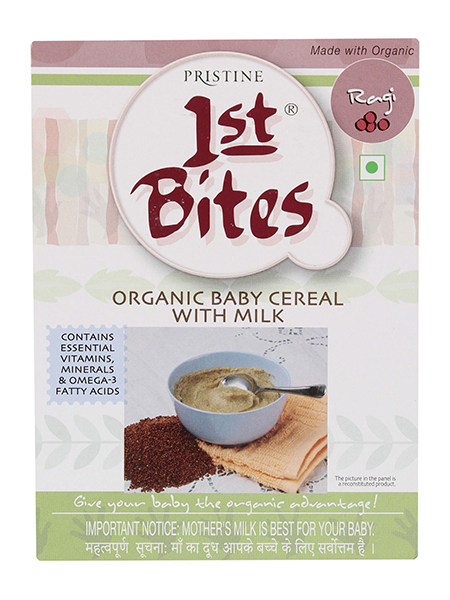 Made with Organic
Ragi
PRISTINE
1st ®
Bites
ORGANIC BABY CEREAL
WITH MILK
CONTAINS
ESSENTIAL
VITAMINS,
MINERALS
& OMEGA-3
FATTY ACIDS
The picture in the panel is
a reconstituted product.
Give your baby the organic advantage!
IMPORTANT NOTICE: MOTHER'S MILK IS BEST FOR YOUR BABY.
महत्वपूर्ण सूचना: माँ का दूध आपके बच्चे के लिए सर्वोत्तम है ।